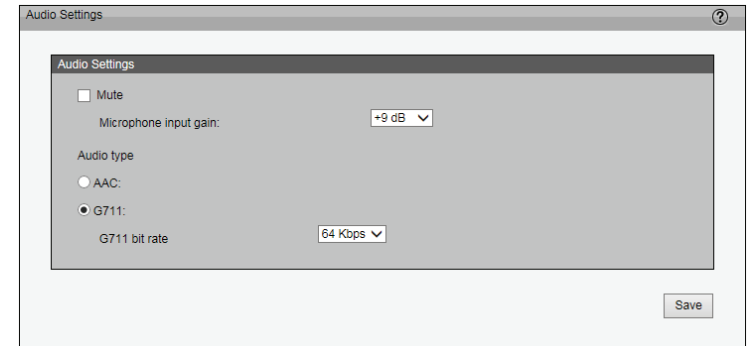 Audio Settings
?
Audio Settings
Mute
Microphone input gain: +9 dB
Audio type
AAC:
G711:
G711 bit rate 64 Kbps
Save